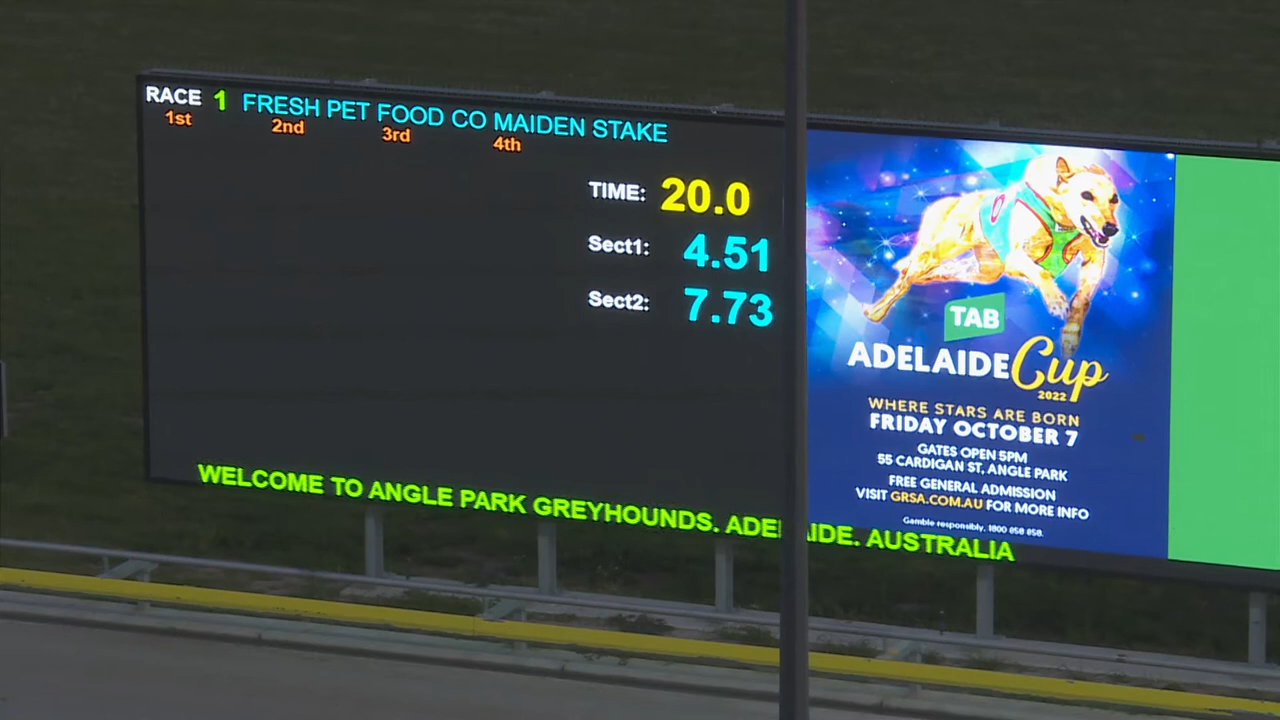 RACE 1 FRESH PET FOOD CO MAIDEN STAKE
1st 2nd 3rd 4th
TIME: 20.0
Sect1: 4.51
Sect2: 7.73
WELCOME TO ANGLE PARK GREYHOUNDS. ADELAIDE. AUSTRALIA
TAB
ADELAIDE Cup
2022
WHERE STARS ARE BORN
FRIDAY OCTOBER 7
GATES OPEN 5PM
55 CARDIGAN ST, ANGLE PARK
FREE GENERAL ADMISSION
VISIT GRSA.COM.AU FOR MORE INFO
Gamble responsibly, 1800 858 858.